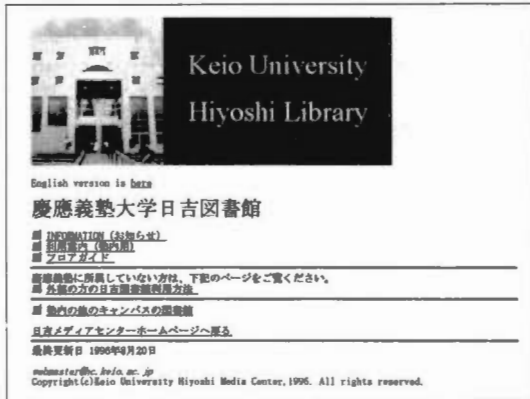 Keio University
Hiyoshi Library
English version is here
慶應義塾大学日吉図書館
INFORMATION (お知らせ)
利用案内 (塾内用)
フロアガイド
慶應義塾に所属していない方は、下記のページをご覧ください。
外部の方の日吉図書館利用方法
塾内の他のキャンパスの図書館
日吉メディアセンターホームページへ戻る
最終更新日 1996年8月20日
webmaster@hc.keio.ac.jp
Copyright(c)Keio University Hiyoshi Media Center,1996. All rights reserved.